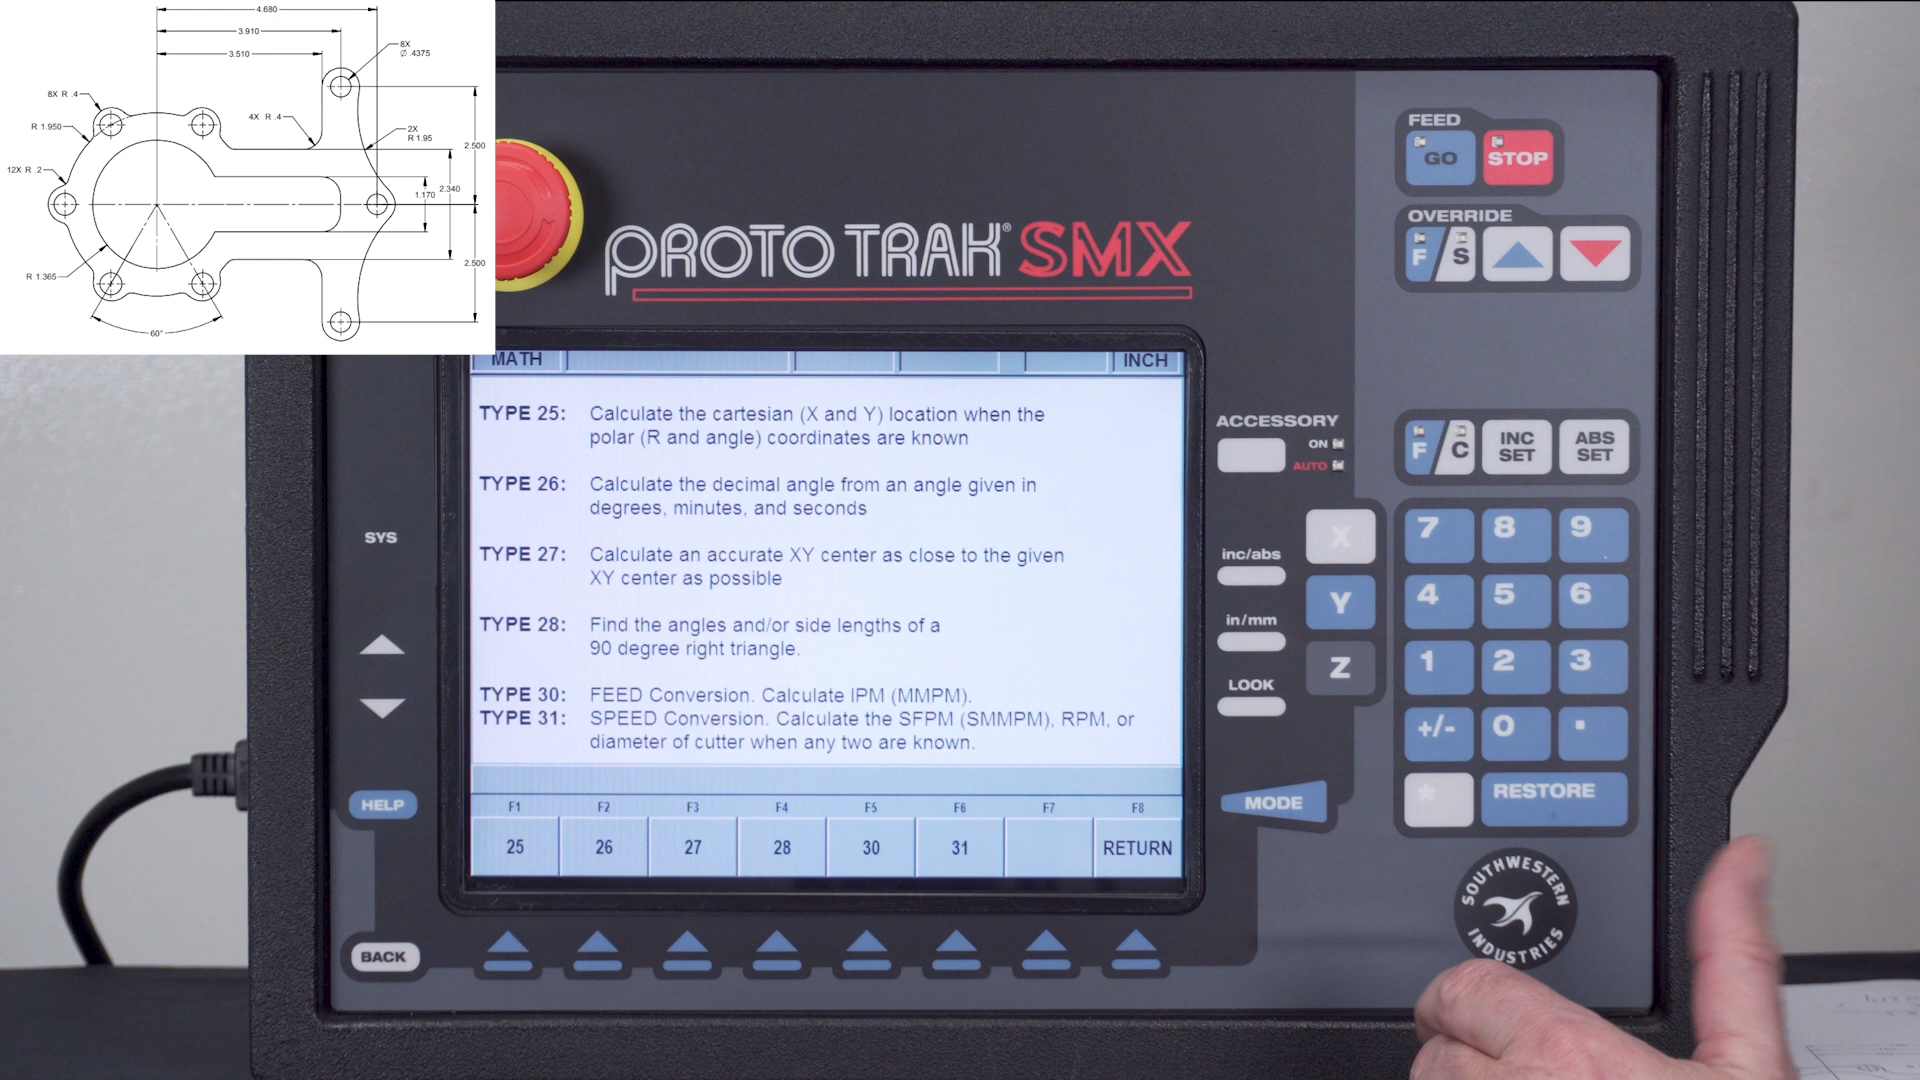 4.680
3.910
3.510
8X
Ø .4375
8X R .4
R 1.950
4X R .4
2X
R 1.95
12X R .2
2.500
1.170
2.340
2.500
R 1.365
60°
PROTO TRAK® SMX
MATH
INCH
TYPE 25: Calculate the cartesian (X and Y) location when the
polar (R and angle) coordinates are known
TYPE 26: Calculate the decimal angle from an angle given in
degrees, minutes, and seconds
TYPE 27: Calculate an accurate XY center as close to the given
XY center as possible
TYPE 28: Find the angles and/or side lengths of a
90 degree right triangle.
TYPE 30: FEED Conversion. Calculate IPM (MMPM).
TYPE 31: SPEED Conversion. Calculate the SFPM (SMMPM), RPM, or
diameter of cutter when any two are known.
F1 F2 F3 F4 F5 F6 F7 F8
25 26 27 28 30 31 RETURN
SYS
HELP
BACK
FEED
GO STOP
OVERRIDE
F/S
ACCESSORY
ON
AUTO
F/C
INC
SET
ABS
SET
inc/abs
in/mm
LOOK
MODE
X
Y
Z
7 8 9
4 5 6
1 2 3
+/- 0 .
* RESTORE
SOUTHWESTERN
INDUSTRIES